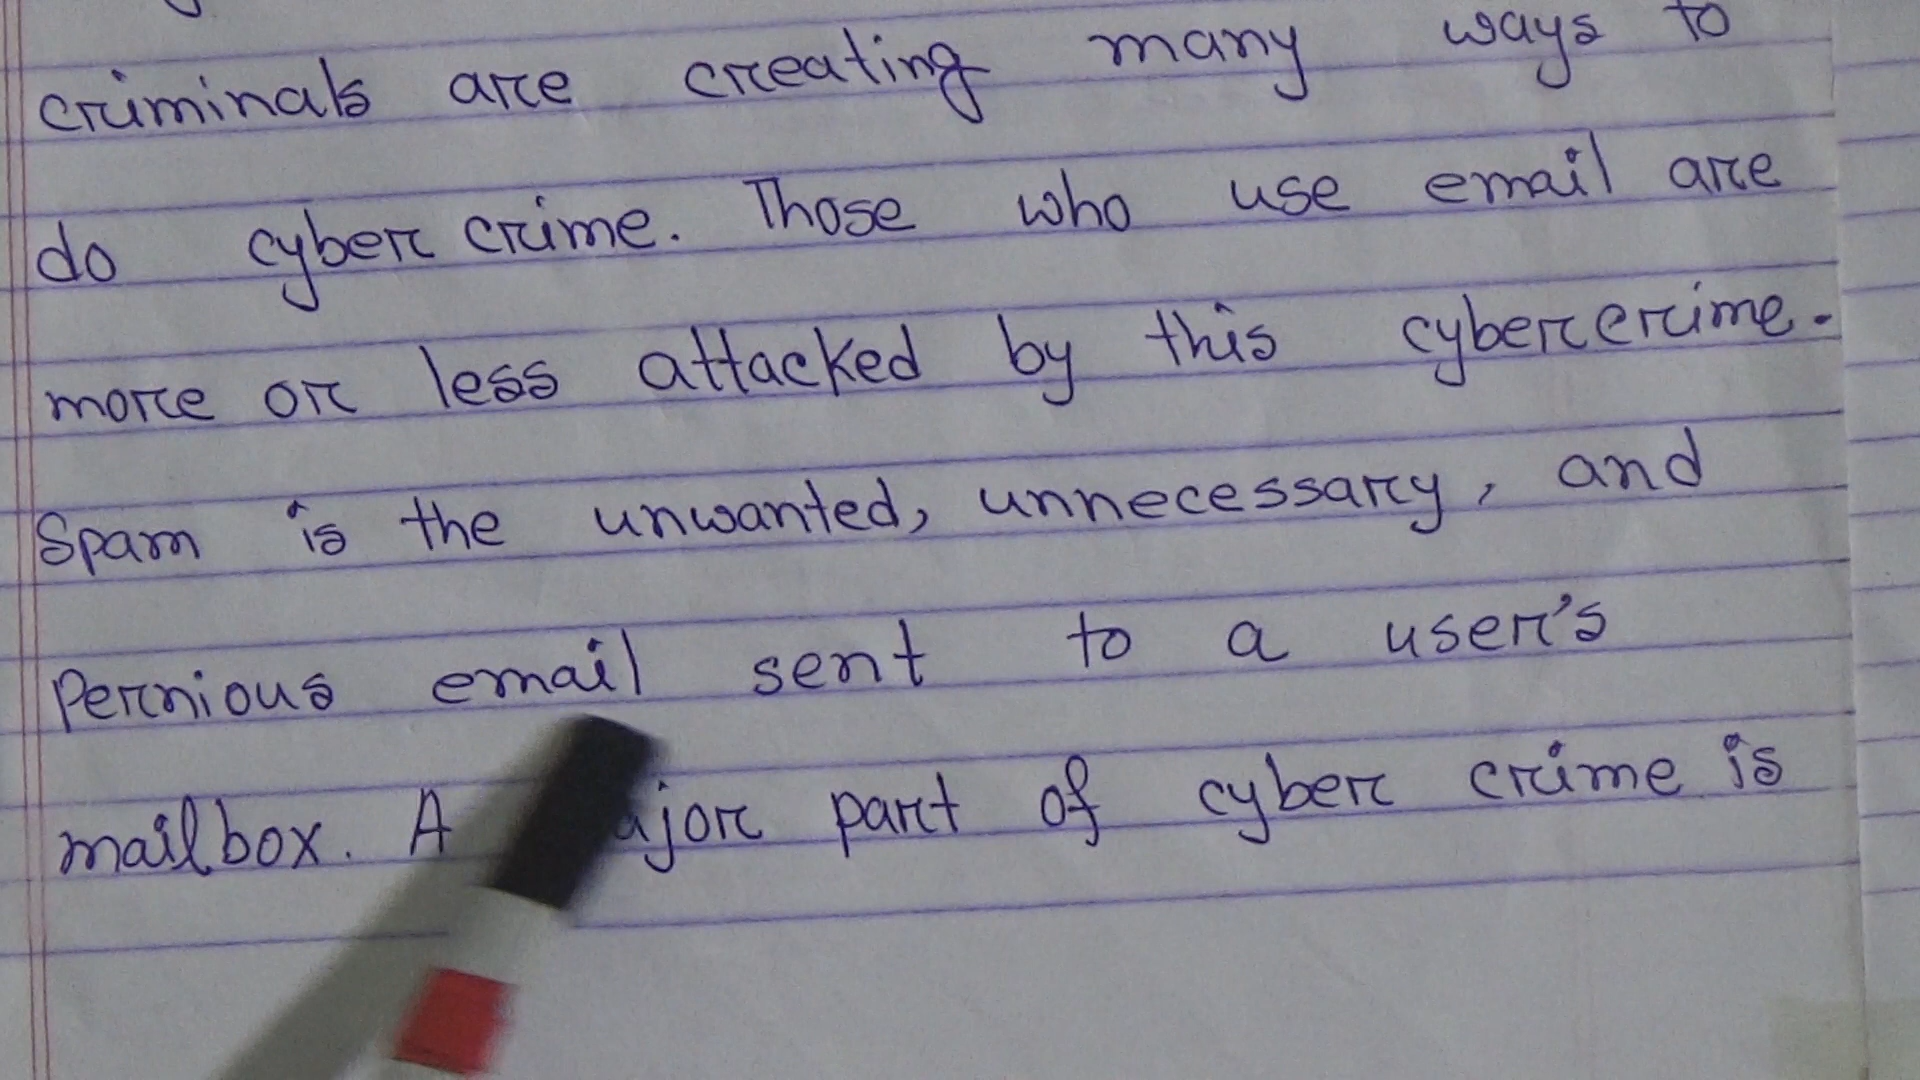 criminals are creating many ways to
do cyber crime. Those who use email are
more or less attacked by this cybercrime.
Spam is the unwanted, unnecessary, and
Pernious email sent to a user's
mailbox. A part of cyber crime is